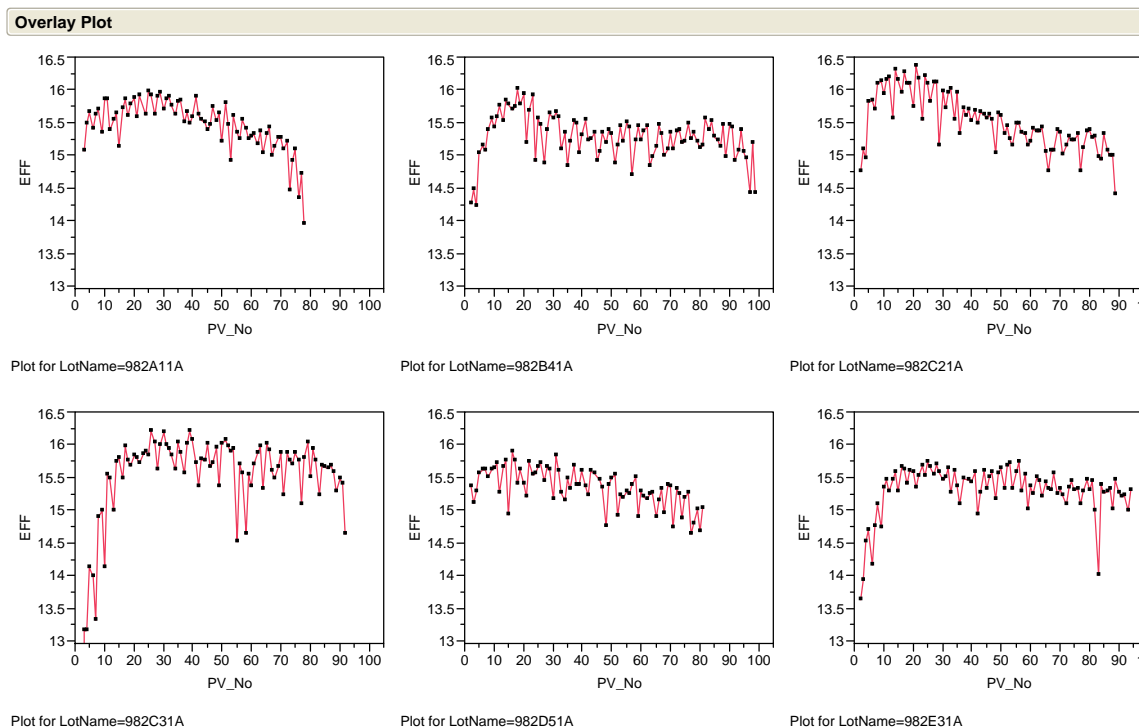 Overlay Plot
16.5
16
15.5
15
14.5
14
13.5
13
EFF
0 10 20 30 40 50 60 70 80 90 100
PV_No
Plot for LotName=982A11A
16.5
16
15.5
15
14.5
14
13.5
13
EFF
0 10 20 30 40 50 60 70 80 90 100
PV_No
Plot for LotName=982B41A
16.5
16
15.5
15
14.5
14
13.5
13
EFF
0 10 20 30 40 50 60 70 80 90
PV_No
Plot for LotName=982C21A
16.5
16
15.5
15
14.5
14
13.5
13
EFF
0 10 20 30 40 50 60 70 80 90 100
PV_No
Plot for LotName=982C31A
16.5
16
15.5
15
14.5
14
13.5
13
EFF
0 10 20 30 40 50 60 70 80 90 100
PV_No
Plot for LotName=982D51A
16.5
16
15.5
15
14.5
14
13.5
13
EFF
0 10 20 30 40 50 60 70 80 90
PV_No
Plot for LotName=982E31A